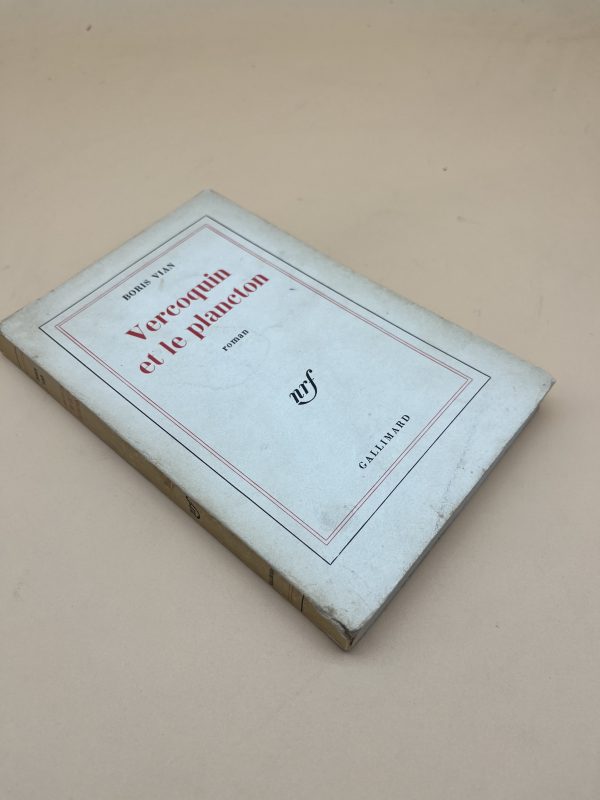 BORIS VIAN
Vercoquin
et le plancton
roman
nrf
GALLIMARD